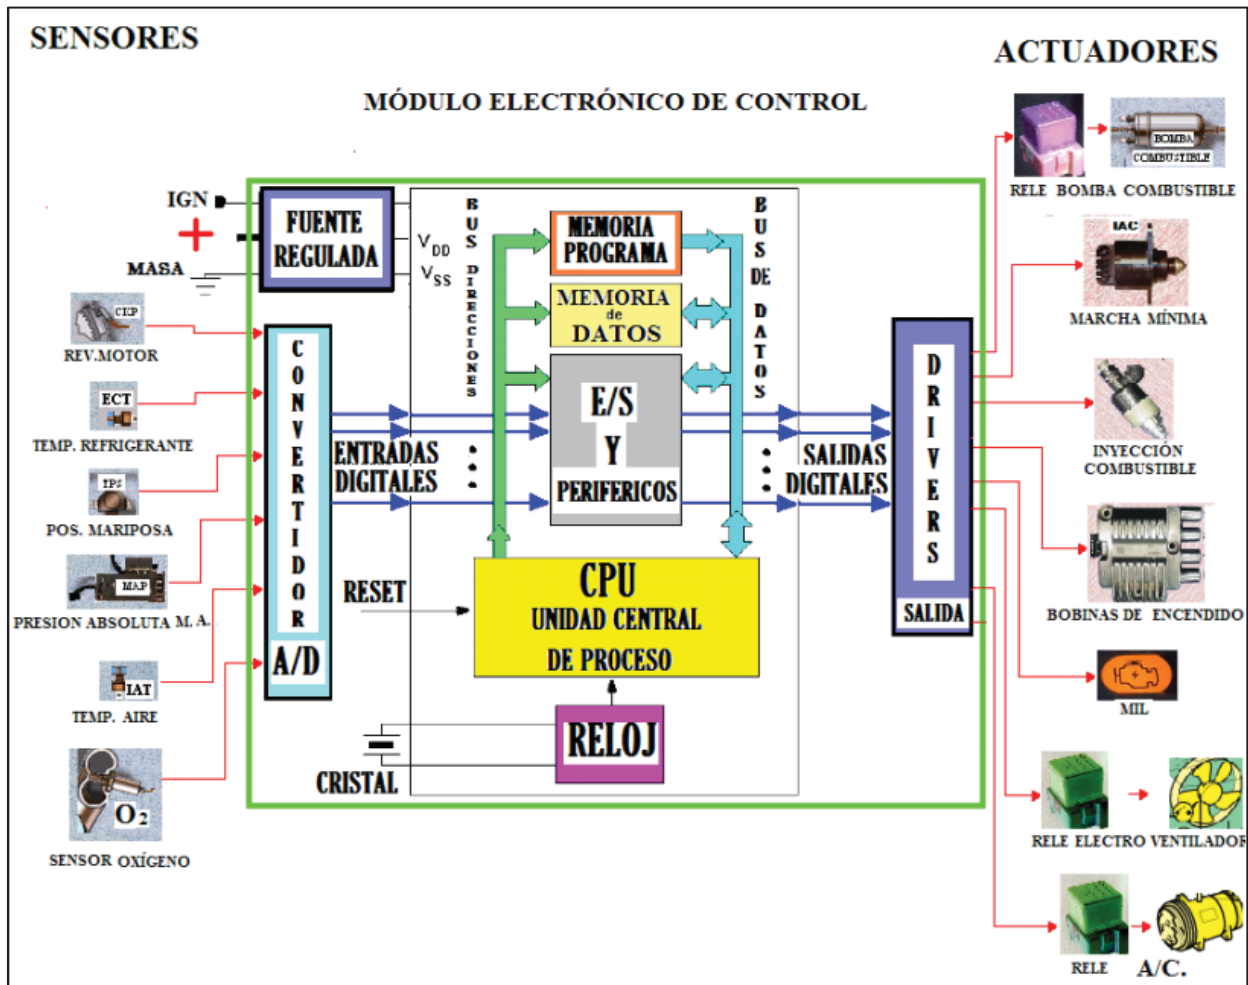 SENSORES
ACTUADORES
MÓDULO ELECTRÓNICO DE CONTROL
IGN
MASA
FUENTE
REGULADA
VDD
VSS
BUS DIRECCIONES
MEMORIA
PROGRAMA
MEMORIA
de
DATOS
BUS DE DATOS
E/S
Y
PERIFERICOS
ENTRADAS
DIGITALES
SALIDAS
DIGITALES
CONVERTIDOR
A/D
DRIVERS
SALIDA
RESET
CPU
UNIDAD CENTRAL
DE PROCESO
RELOJ
CRISTAL
CKP
REV.MOTOR
ECT
TEMP. REFRIGERANTE
TPS
POS. MARIPOSA
MAP
PRESION ABSOLUTA M.A.
IAT
TEMP. AIRE
O2
SENSOR OXÍGENO
BOMBA
COMBUSTIBLE
RELE BOMBA COMBUSTIBLE
IAC
MARCHA MÍNIMA
INYECCIÓN
COMBUSTIBLE
BOBINAS DE ENCENDIDO
MIL
RELE ELECTRO VENTILADOR
RELE
A/C.